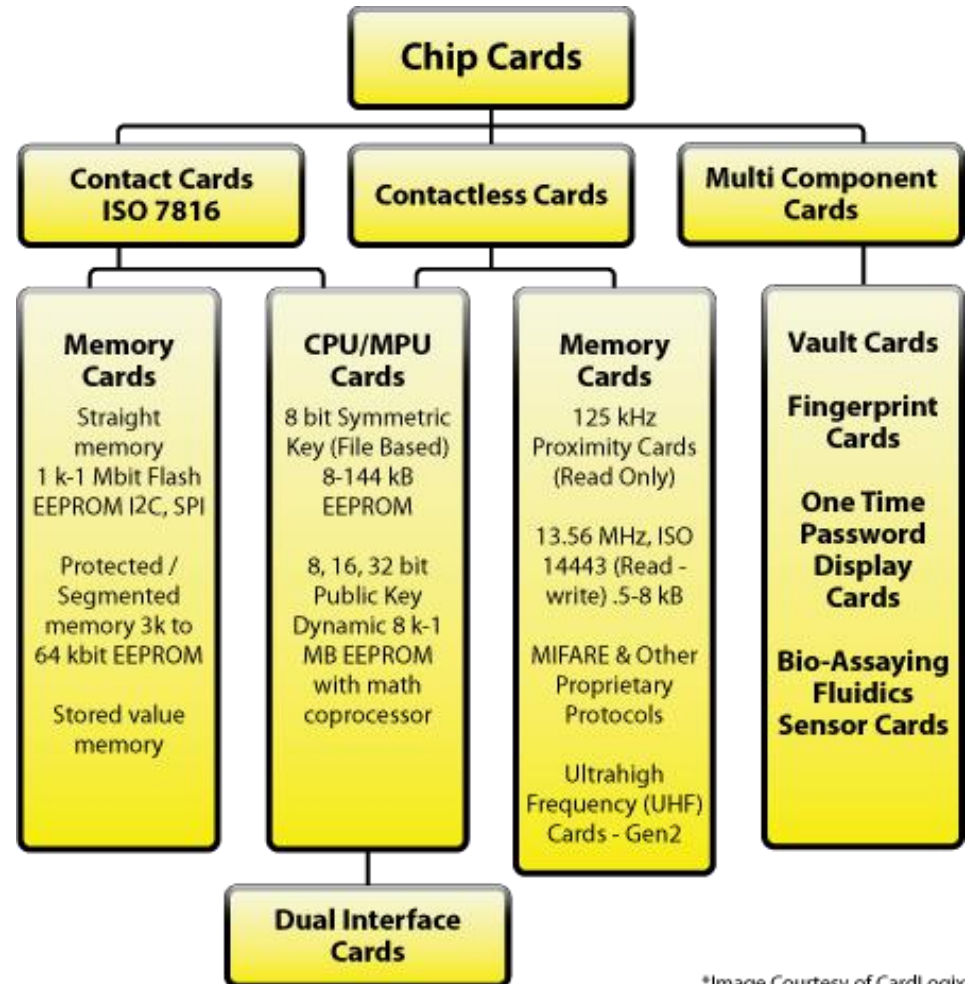 Chip Cards
Contact Cards
ISO 7816
Contactless Cards
Multi Component
Cards
Memory
Cards
Straight
memory
1 k-1 Mbit Flash
EEPROM I2C, SPI
Protected /
Segmented
memory 3k to
64 kbit EEPROM
Stored value
memory
CPU/MPU
Cards
8 bit Symmetric
Key (File Based)
8-144 kB
EEPROM
8, 16, 32 bit
Public Key
Dynamic 8 k-1
MB EEPROM
with math
coprocessor
Memory
Cards
125 kHz
Proximity Cards
(Read Only)
13.56 MHz, ISO
14443 (Read -
write) .5-8 kB
MIFARE & Other
Proprietary
Protocols
Ultrahigh
Frequency (UHF)
Cards - Gen2
Vault Cards
Fingerprint
Cards
One Time
Password
Display
Cards
Bio-Assaying
Fluidics
Sensor Cards
Dual Interface
Cards
*Image Courtesy of CardLogix